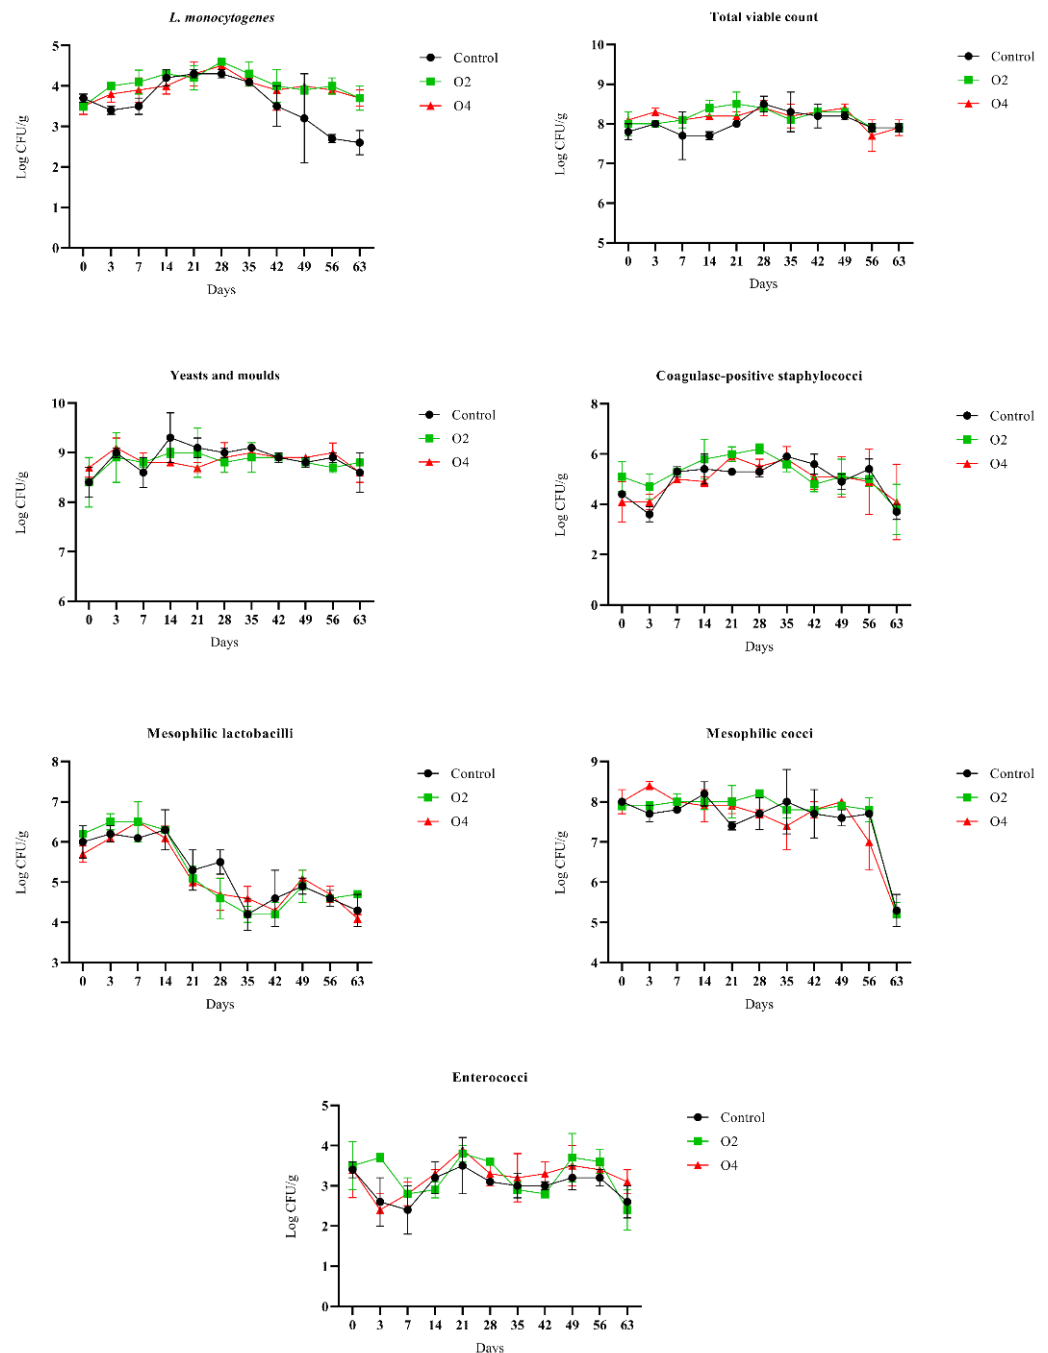 L. monocytogenes
5
4
3
2
1
0
Log CFU/g
0 3 7 14 21 28 35 42 49 56 63
Days
Control
O2
O4
Total viable count
10
9
8
7
6
5
Log CFU/g
0 3 7 14 21 28 35 42 49 56 63
Days
Control
O2
O4
Yeasts and moulds
10
9
8
7
6
Log CFU/g
0 3 7 14 21 28 35 42 49 56 63
Days
Control
O2
O4
Coagulase-positive staphylococci
8
6
4
2
0
Log CFU/g
0 3 7 14 21 28 35 42 49 56 63
Days
Control
O2
O4
Mesophilic lactobacilli
8
7
6
5
4
3
Log CFU/g
0 3 7 14 21 28 35 42 49 56 63
Days
Control
O2
O4
Mesophilic cocci
9
8
7
6
5
4
Log CFU/g
0 3 7 14 21 28 35 42 49 56 63
Days
Control
O2
O4
Enterococci
5
4
3
2
1
0
Log CFU/g
0 3 7 14 21 28 35 42 49 56 63
Days
Control
O2
O4